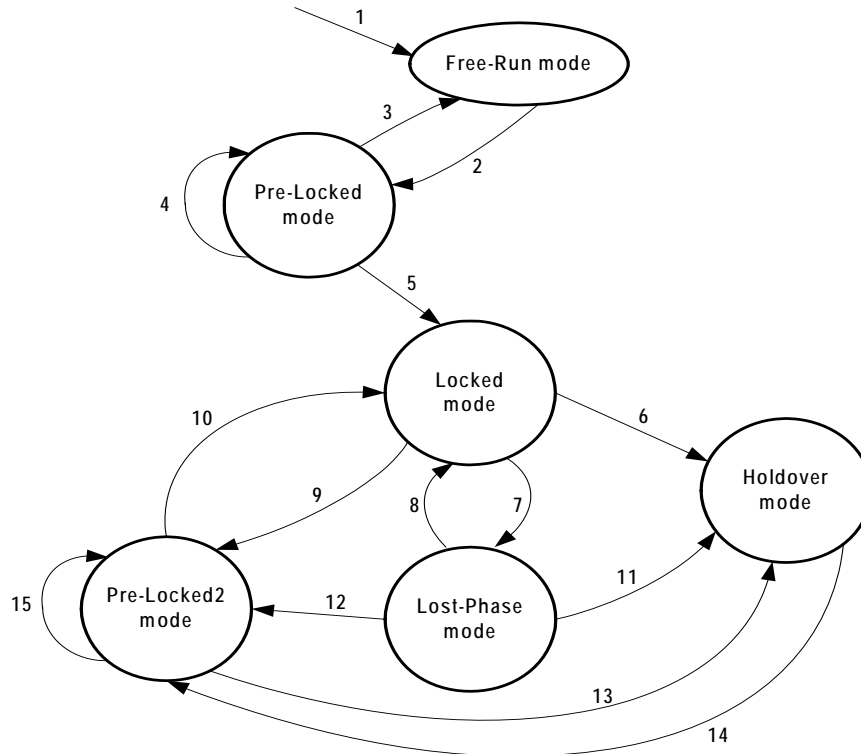 1
Free-Run mode
3
2
Pre-Locked
mode
4
5
Locked
mode
10
6
Holdover
mode
9
8
7
11
Pre-Locked2
mode
15
12
Lost-Phase
mode
13
14